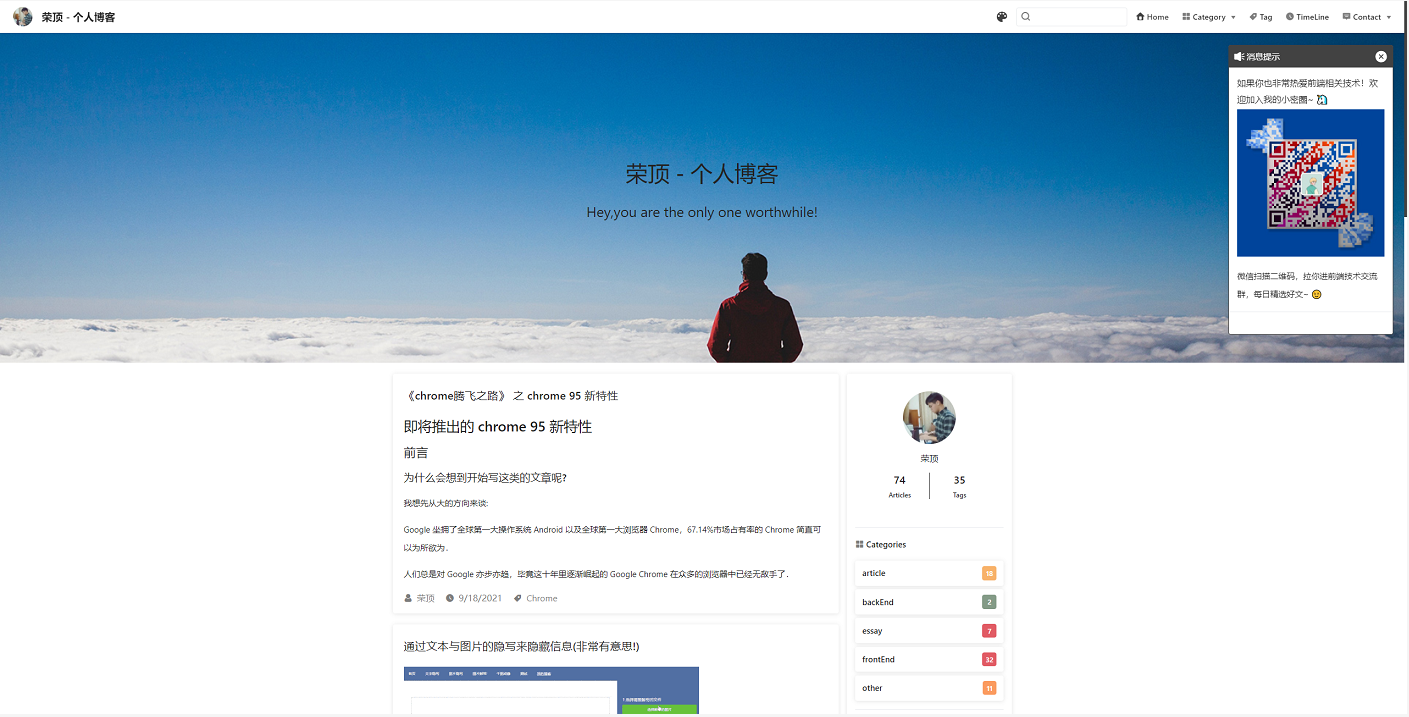 荣顶 - 个人博客
Home
Category
Tag
TimeLine
Contact
消息提示
如果你也非常热爱前端相关技术！欢
迎加入我的小密圈~
微信扫描二维码，拉你进前端技术交流
群，每日精选好文~
荣顶 - 个人博客
Hey,you are the only one worthwhile!
《chrome腾飞之路》 之 chrome 95 新特性
即将推出的 chrome 95 新特性
前言
为什么会想到开始写这类的文章呢?
我想先从大的方向来谈:
Google 坐拥了全球第一大操作系统 Android 以及全球第一大浏览器 Chrome，67.14%市场占有率的 Chrome 简直可
以为所欲为.
人们总是对 Google 亦步亦趋，毕竟这十年里逐渐崛起的 Google Chrome 在众多的浏览器中已经无敌手了.
荣顶 9/18/2021 Chrome
通过文本与图片的隐写来隐藏信息(非常有意思!)
荣顶
74 35
Articles Tags
Categories
article 18
backEnd 2
essay 7
frontEnd 32
other 11